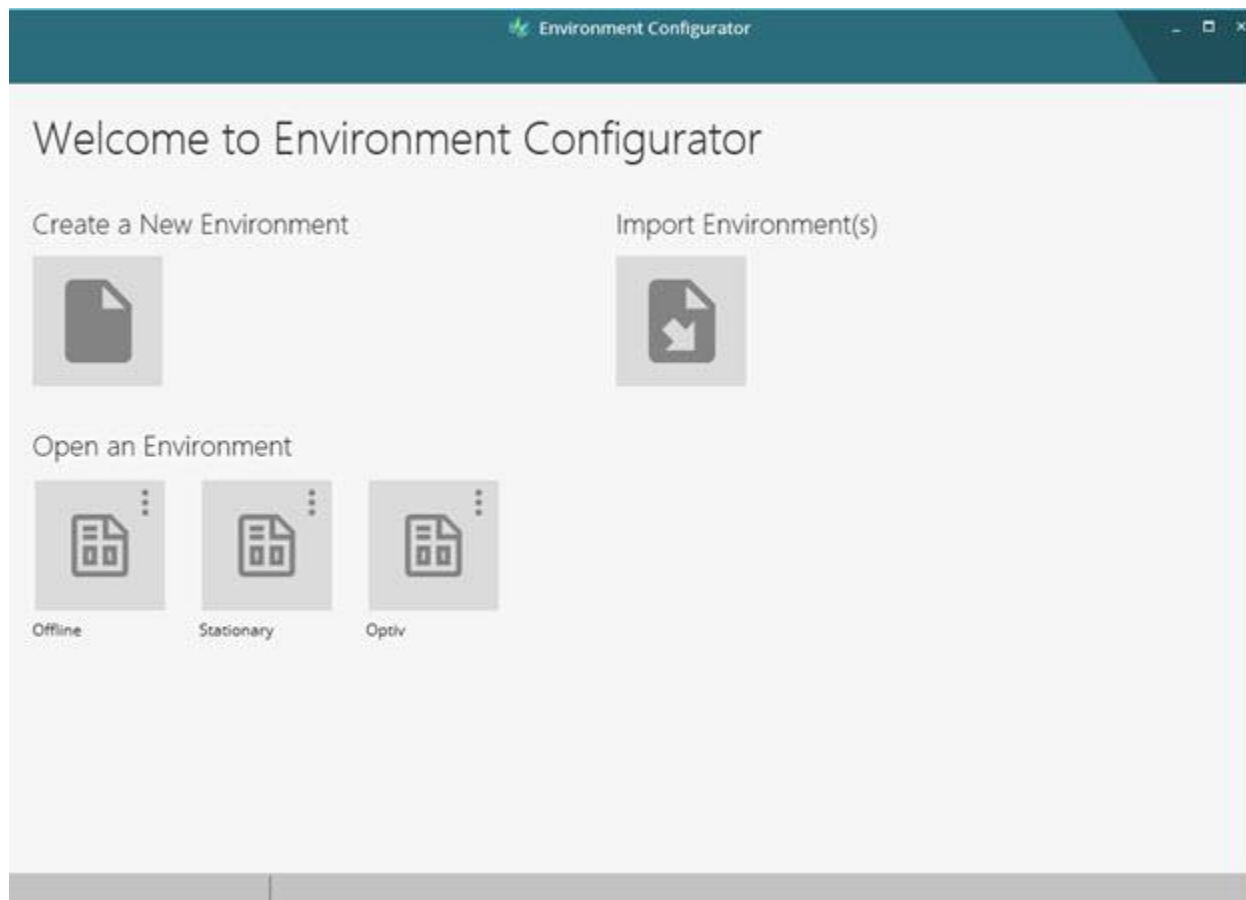 Environment Configurator
Welcome to Environment Configurator
Create a New Environment
Import Environment(s)
Open an Environment
Offline
Stationary
Optiv